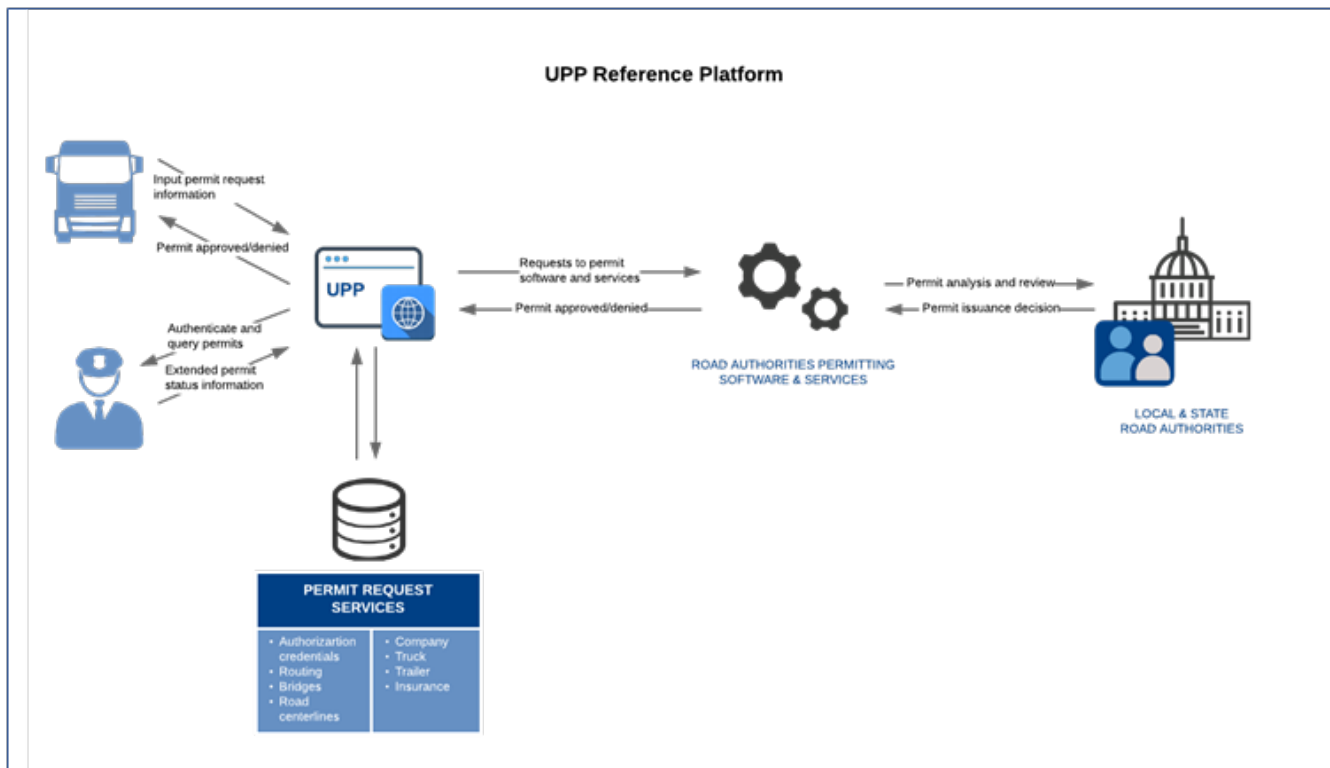 UPP Reference Platform
Input permit request
information
Permit approved/denied
UPP
Requests to permit
software and services
Permit approved/denied
Permit analysis and review
Permit issuance decision
Authenticate and
query permits
Extended permit
status information
ROAD AUTHORITIES PERMITTING
SOFTWARE & SERVICES
LOCAL & STATE
ROAD AUTHORITIES
PERMIT REQUEST
SERVICES
• Authorizartion
credentials
• Routing
• Bridges
• Road
centerlines
• Company
• Truck
• Trailer
• Insurance